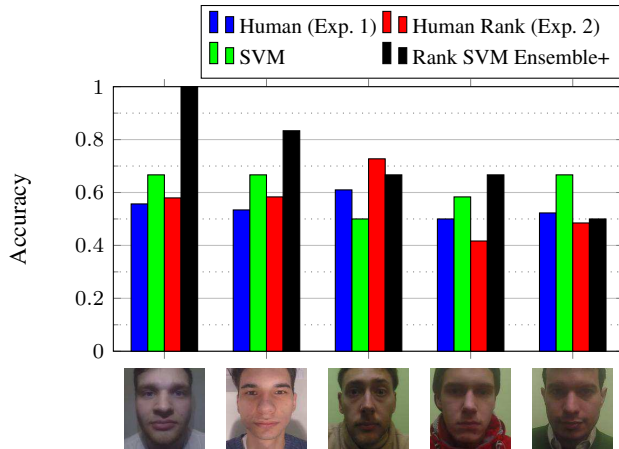 Human (Exp. 1) Human Rank (Exp. 2)
SVM Rank SVM Ensemble+
1
0.8
0.6
0.4
0.2
0
Accuracy